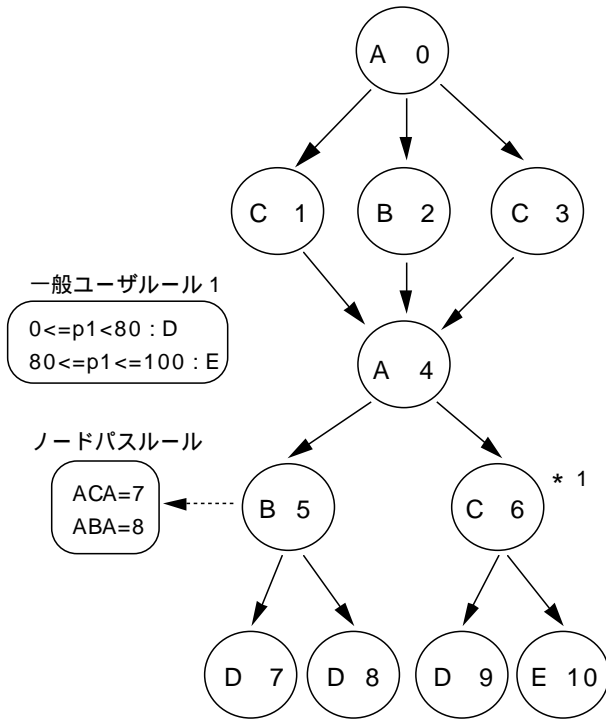 A 0
C 1
B 2
C 3
一般ユーザルール 1
0<=p1<80 : D
80<=p1<=100 : E
A 4
ノードパスルール
ACA=7
ABA=8
B 5
C 6
* 1
D 7
D 8
D 9
E 10